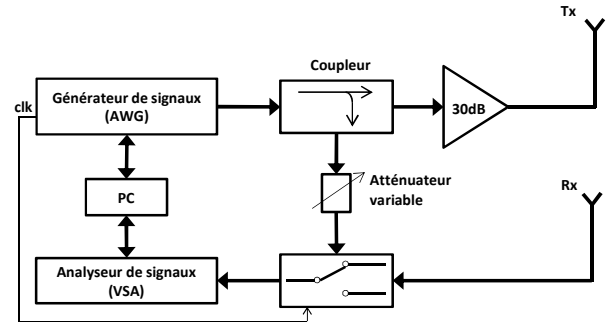 Tx
Coupleur
clk
Générateur de signaux
(AWG)
30dB
PC
Atténuateur
variable
Rx
Analyseur de signaux
(VSA)